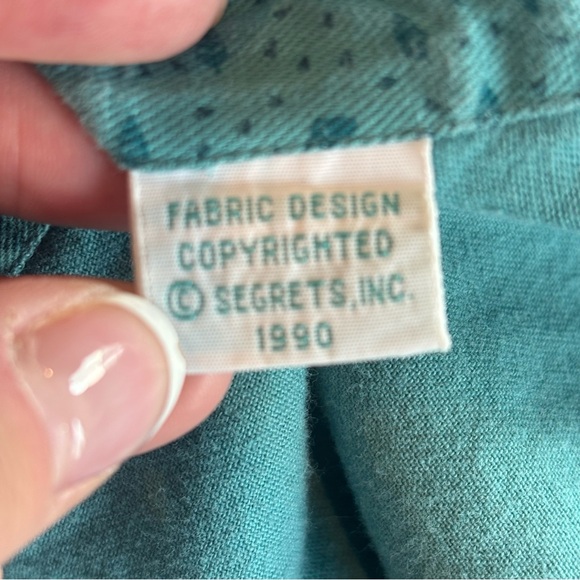 FABRIC DESIGN
COPYRIGHTED
© SEGRETS, INC.
1990